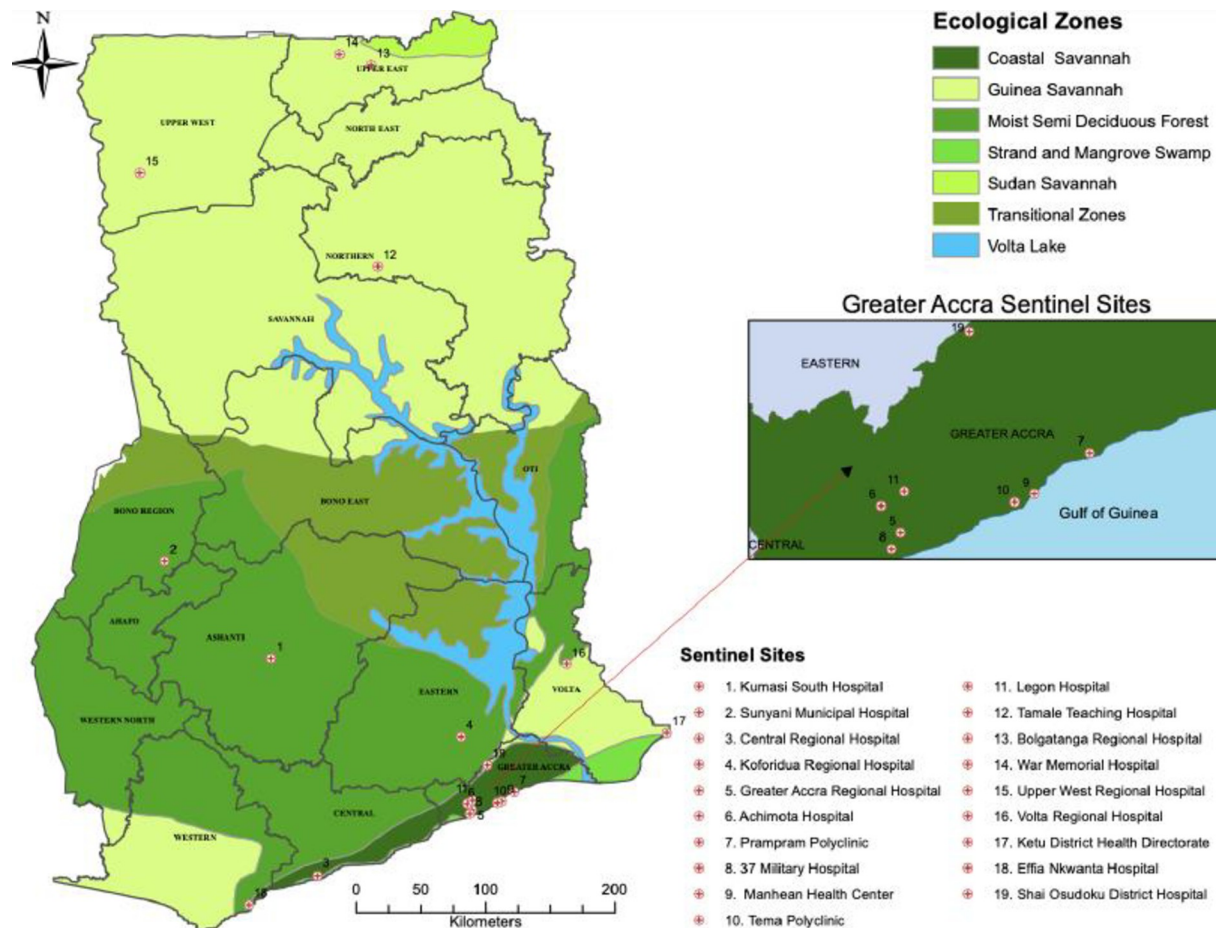 N
14
13
UPPER EAST
UPPER WEST
NORTH EAST
15
NORTHERN
12
SAVANNAH
OTI
BONO EAST
BONO REGION
2
AHAFO
ASHANTI
1
16
VOLTA
EASTERN
WESTERN NORTH
4
17
19
GREATER ACCRA
7
11
6
10
9
8
5
CENTRAL
WESTERN
3
18
0 50 100 200
Kilometers
Ecological Zones
Coastal Savannah
Guinea Savannah
Moist Semi Deciduous Forest
Strand and Mangrove Swamp
Sudan Savannah
Transitional Zones
Volta Lake
Greater Accra Sentinel Sites
19
EASTERN
GREATER ACCRA
7
11
9
6
10
Gulf of Guinea
5
8
CENTRAL
Sentinel Sites
1. Kumasi South Hospital
2. Sunyani Municipal Hospital
3. Central Regional Hospital
4. Koforidua Regional Hospital
5. Greater Accra Regional Hospital
6. Achimota Hospital
7. Prampram Polyclinic
8. 37 Military Hospital
9. Manhean Health Center
10. Tema Polyclinic
11. Legon Hospital
12. Tamale Teaching Hospital
13. Bolgatanga Regional Hospital
14. War Memorial Hospital
15. Upper West Regional Hospital
16. Volta Regional Hospital
17. Ketu District Health Directorate
18. Effia Nkwanta Hospital
19. Shai Osudoku District Hospital